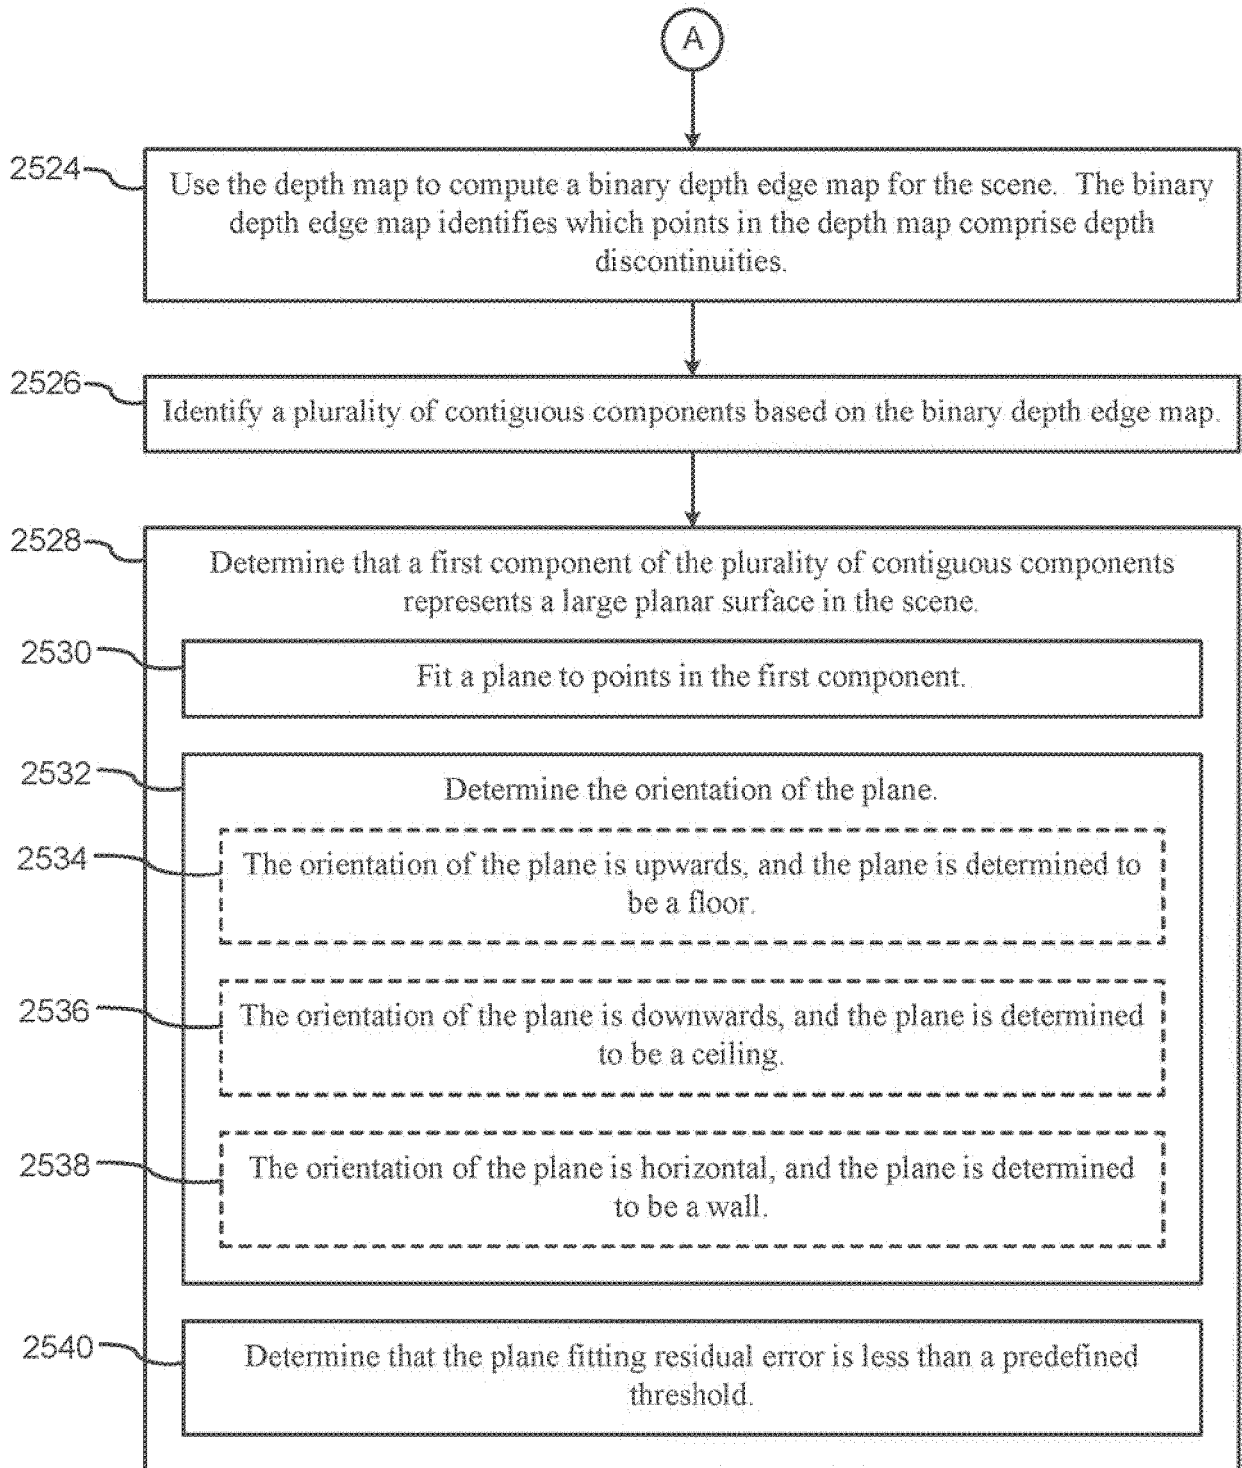 A
2524
Use the depth map to compute a binary depth edge map for the scene.  The binary
depth edge map identifies which points in the depth map comprise depth
discontinuities.
2526
Identify a plurality of contiguous components based on the binary depth edge map.
2528
Determine that a first component of the plurality of contiguous components
represents a large planar surface in the scene.
2530
Fit a plane to points in the first component.
2532
Determine the orientation of the plane.
2534
The orientation of the plane is upwards, and the plane is determined to
be a floor.
2536
The orientation of the plane is downwards, and the plane is determined
to be a ceiling.
2538
The orientation of the plane is horizontal, and the plane is determined
to be a wall.
2540
Determine that the plane fitting residual error is less than a predefined
threshold.